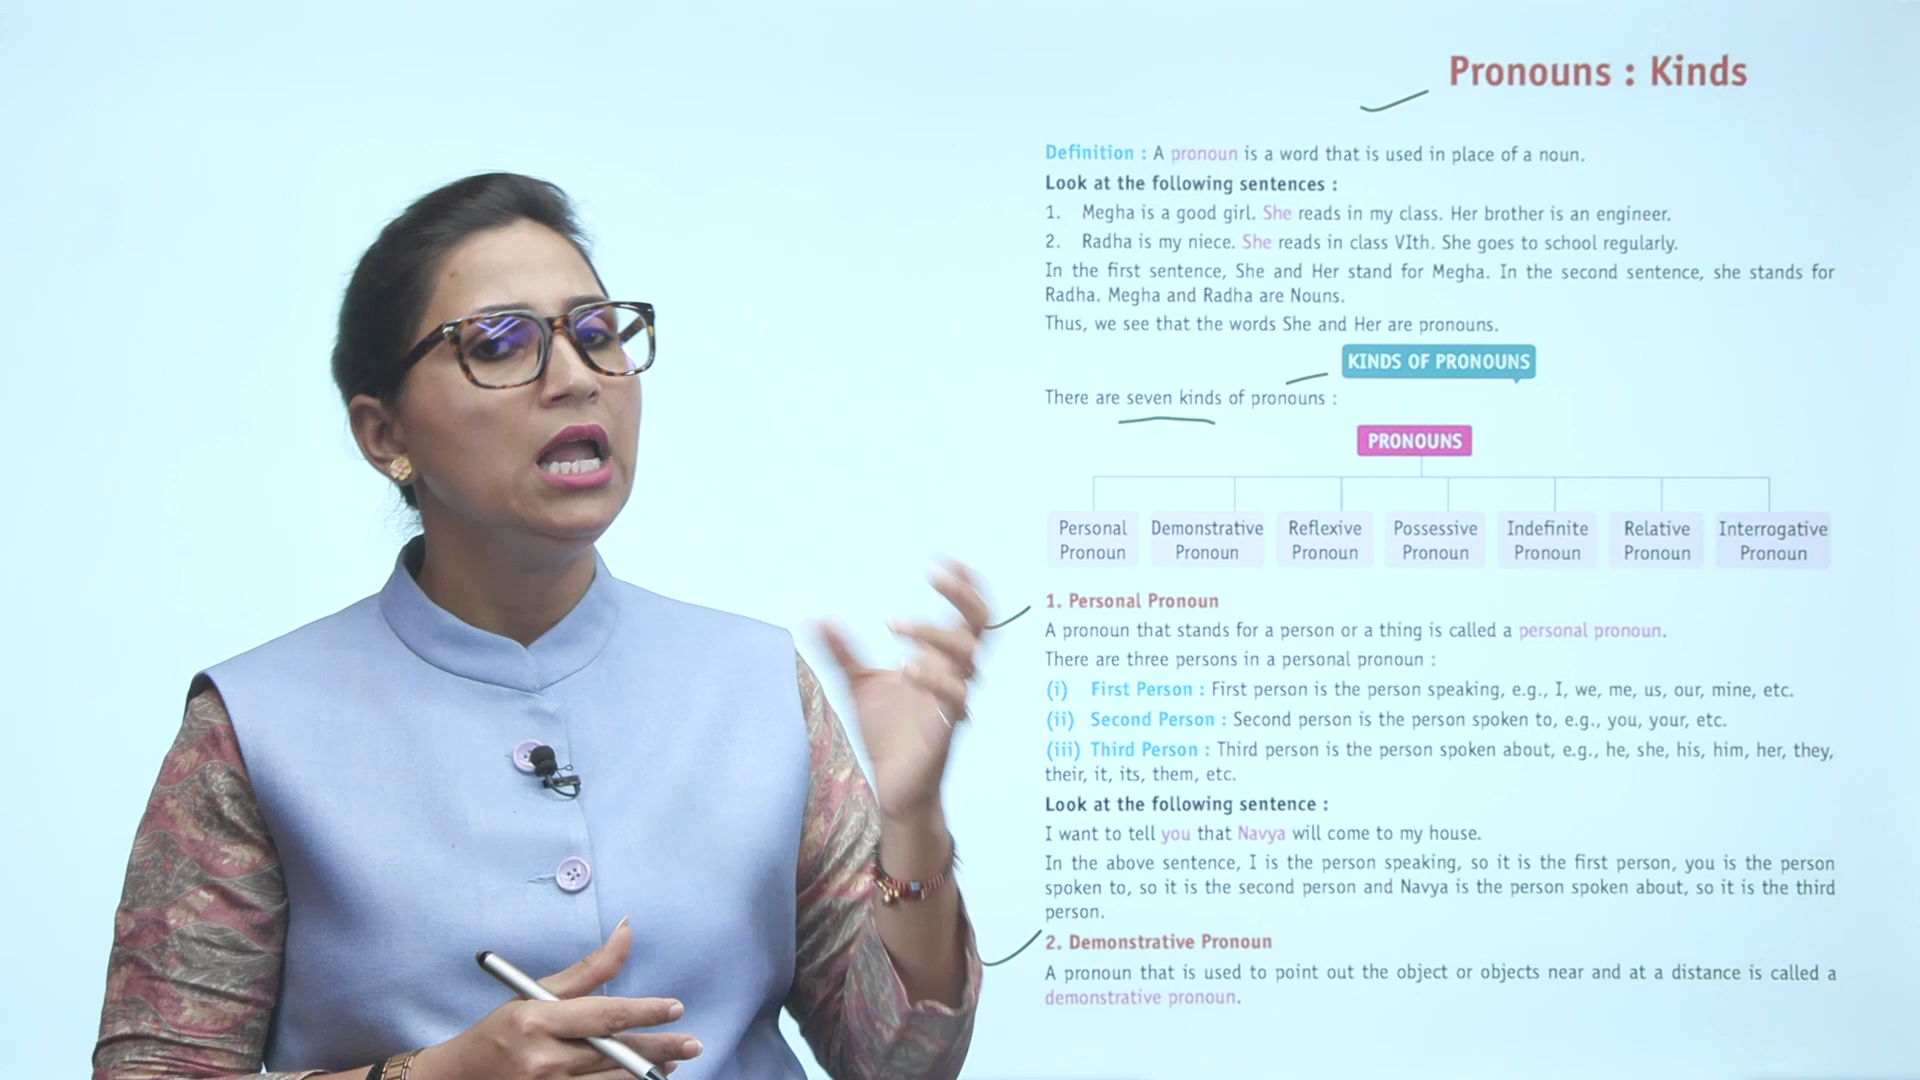 Pronouns : Kinds
Definition : A pronoun is a word that is used in place of a noun.
Look at the following sentences :
1. Megha is a good girl. She reads in my class. Her brother is an engineer.
2. Radha is my niece. She reads in class VIth. She goes to school regularly.
In the first sentence, She and Her stand for Megha. In the second sentence, she stands for
Radha. Megha and Radha are Nouns.
Thus, we see that the words She and Her are pronouns.
KINDS OF PRONOUNS
There are seven kinds of pronouns :
PRONOUNS
Personal Pronoun
Demonstrative Pronoun
Reflexive Pronoun
Possessive Pronoun
Indefinite Pronoun
Relative Pronoun
Interrogative Pronoun
1. Personal Pronoun
A pronoun that stands for a person or a thing is called a personal pronoun.
There are three persons in a personal pronoun :
(i) First Person : First person is the person speaking, e.g., I, we, me, us, our, mine, etc.
(ii) Second Person : Second person is the person spoken to, e.g., you, your, etc.
(iii) Third Person : Third person is the person spoken about, e.g., he, she, his, him, her, they,
their, it, its, them, etc.
Look at the following sentence :
I want to tell you that Navya will come to my house.
In the above sentence, I is the person speaking, so it is the first person, you is the person
spoken to, so it is the second person and Navya is the person spoken about, so it is the third
person.
2. Demonstrative Pronoun
A pronoun that is used to point out the object or objects near and at a distance is called a
demonstrative pronoun.